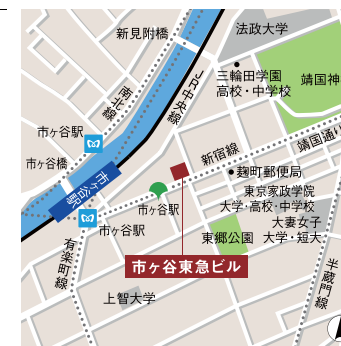 法政大学
新見附橋
三輪田学園
高校・中学校
靖国神
JR中央線
南北線
靖国通り
市ヶ谷駅
新宿線
麹町郵便局
市ヶ谷橋
市ヶ谷駅
東京家政学院
大学・高校・中学校
市ヶ谷駅
大妻女子
大学・短大
市ヶ谷駅
東郷公園
有楽町線
市ヶ谷東急ビル
半蔵門線
上智大学